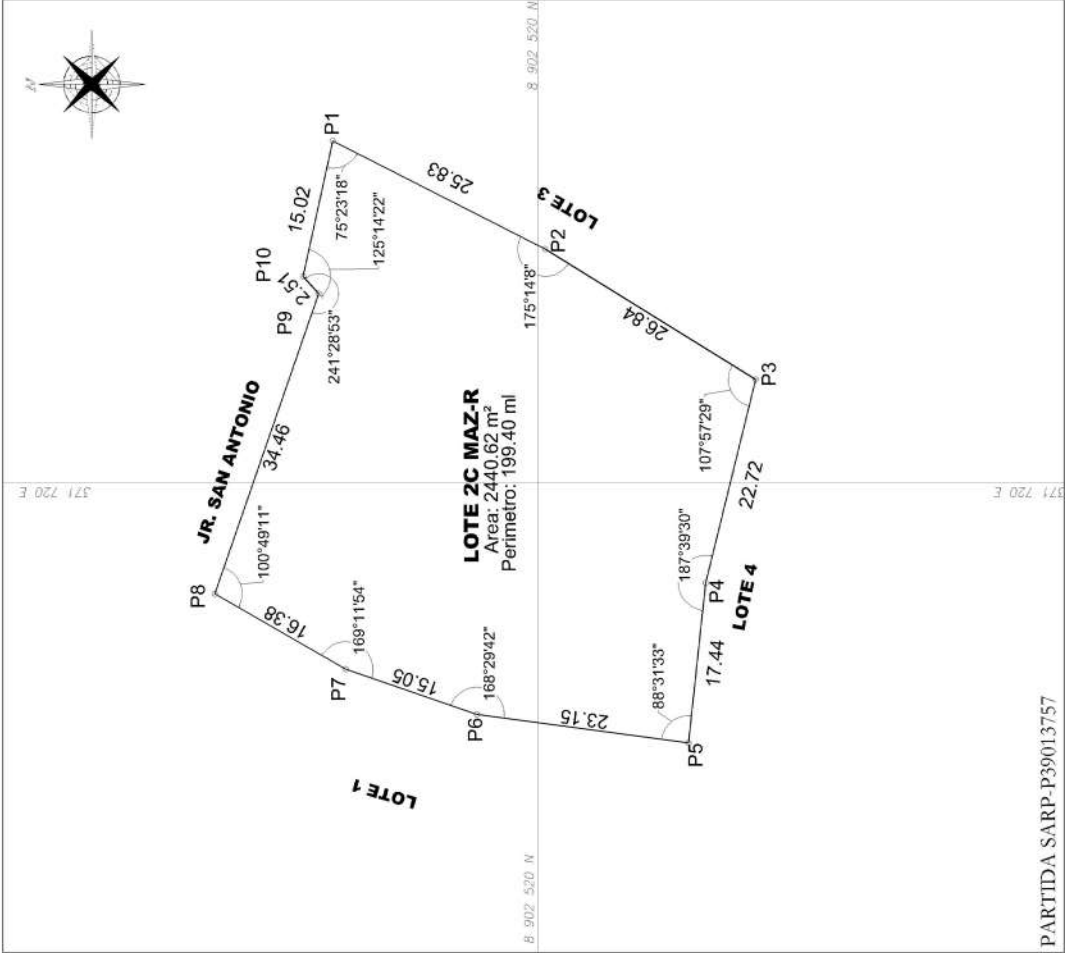 N
8 902 520 N
P1
15.02
P10
2.51
P9
75°23'18"
125°14'22"
25.83
LOTE 3
P2
241°28'53"
175°14'8"
JR. SAN ANTONIO
34.46
26.84
P3
371 720 E
371 720 E
LOTE 2C MAZ-R
Area: 2440.62 m²
Perimetro: 199.40 ml
107°57'29"
22.72
P8
100°49'11"
187°39'30"
P4
LOTE 4
16.38
169°11'54"
P7
15.05
168°29'42"
P6
23.15
88°31'33"
17.44
P5
LOTE 1
8 902 520 N
PARTIDA SARP-P39013757